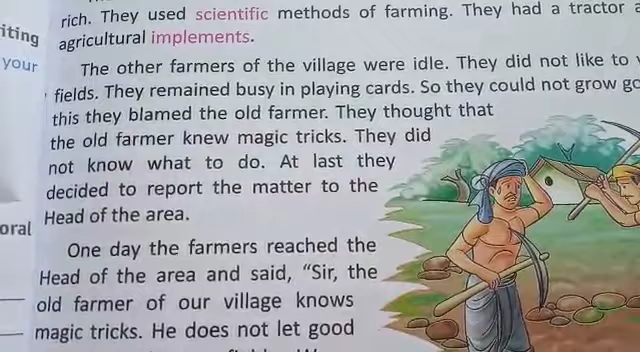 iting
your
oral
rich. They used scientific methods of farming. They had a tractor
agricultural implements.
The other farmers of the village were idle. They did not like to
fields. They remained busy in playing cards. So they could not grow
this they blamed the old farmer. They thought that
the old farmer knew magic tricks. They did
not know what to do. At last they
decided to report the matter to the
Head of the area.
One day the farmers reached the
Head of the area and said, “Sir, the
old farmer of our village knows
magic tricks. He does not let good